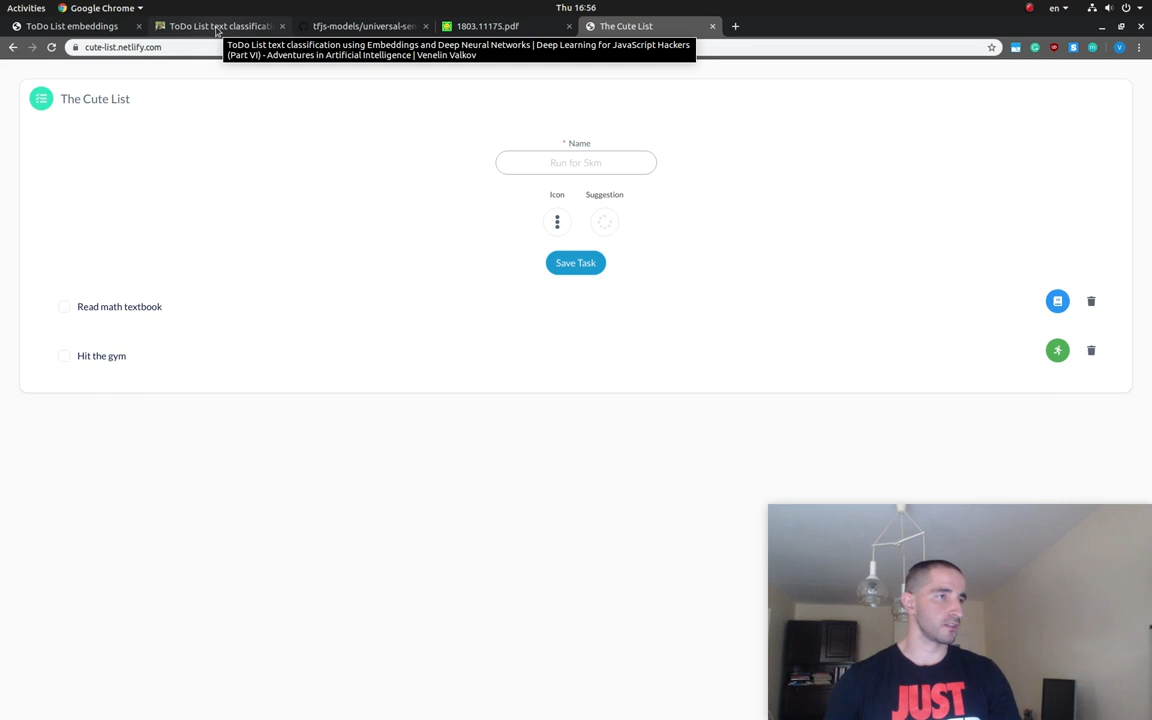 Activities Google Chrome Thu 16:56 en
ToDo List embeddings ToDo List text classificati tfjs-models/universal-sen 1803.11175.pdf The Cute List
cute-list.netlify.com
ToDo List text classification using Embeddings and Deep Neural Networks | Deep Learning for JavaScript Hackers
(Part VI) - Adventures in Artificial Intelligence | Venelin Valkov
The Cute List
* Name
Run for 5km
Icon Suggestion
Save Task
Read math textbook
Hit the gym
JUST